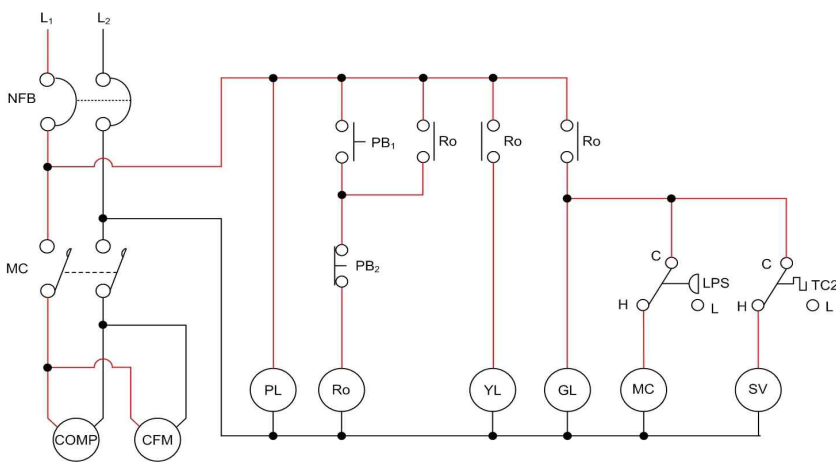 L₁ L₂
NFB
PB₁ Ro Ro Ro
PB₂
MC
C C
LPS TC2
H L H L
PL Ro YL GL MC SV
COMP CFM